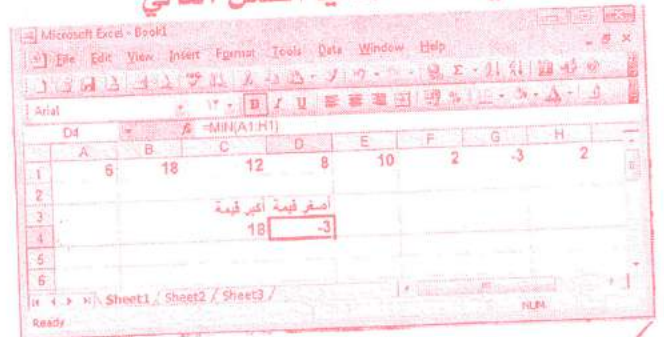 Microsoft Excel - Book1
File Edit View Insert Format Tools Data Window Help
Arial
D4 fx =MIN(A1:H1)
A B C D E F G H
1 6 18 12 8 10 2 -3 2
2
3 أكبر قيمة أصغر قيمة
4 18 -3
5
6
Sheet1 / Sheet2 / Sheet3 /
Ready NUM